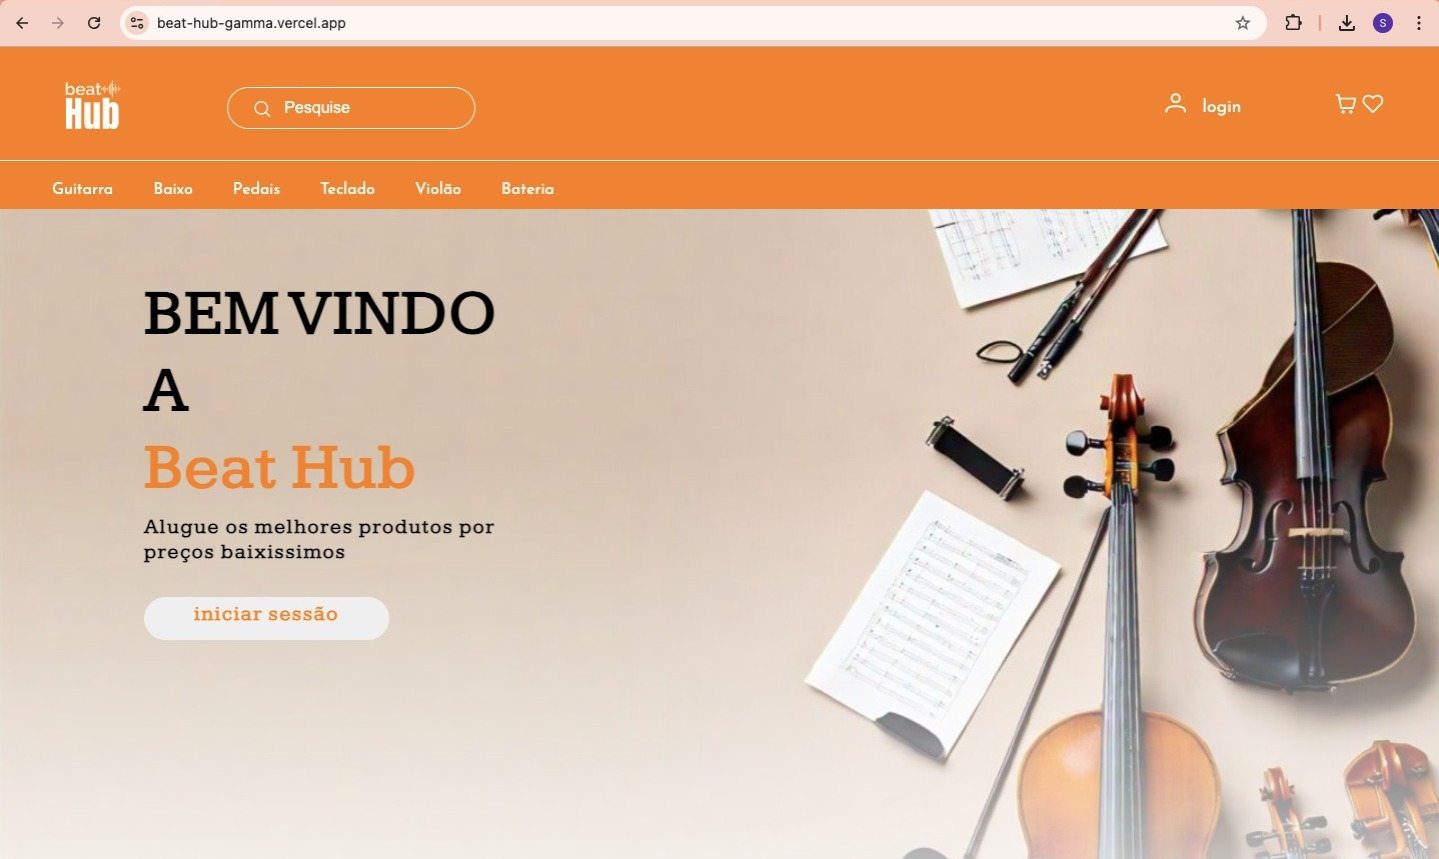 beat-hub-gamma.vercel.app
S
beat
Hub
Pesquise
login
Guitarra Baixo Pedais Teclado Violão Bateria
BEM VINDO
A
Beat Hub
Alugue os melhores produtos por
preços baixissimos
iniciar sessão